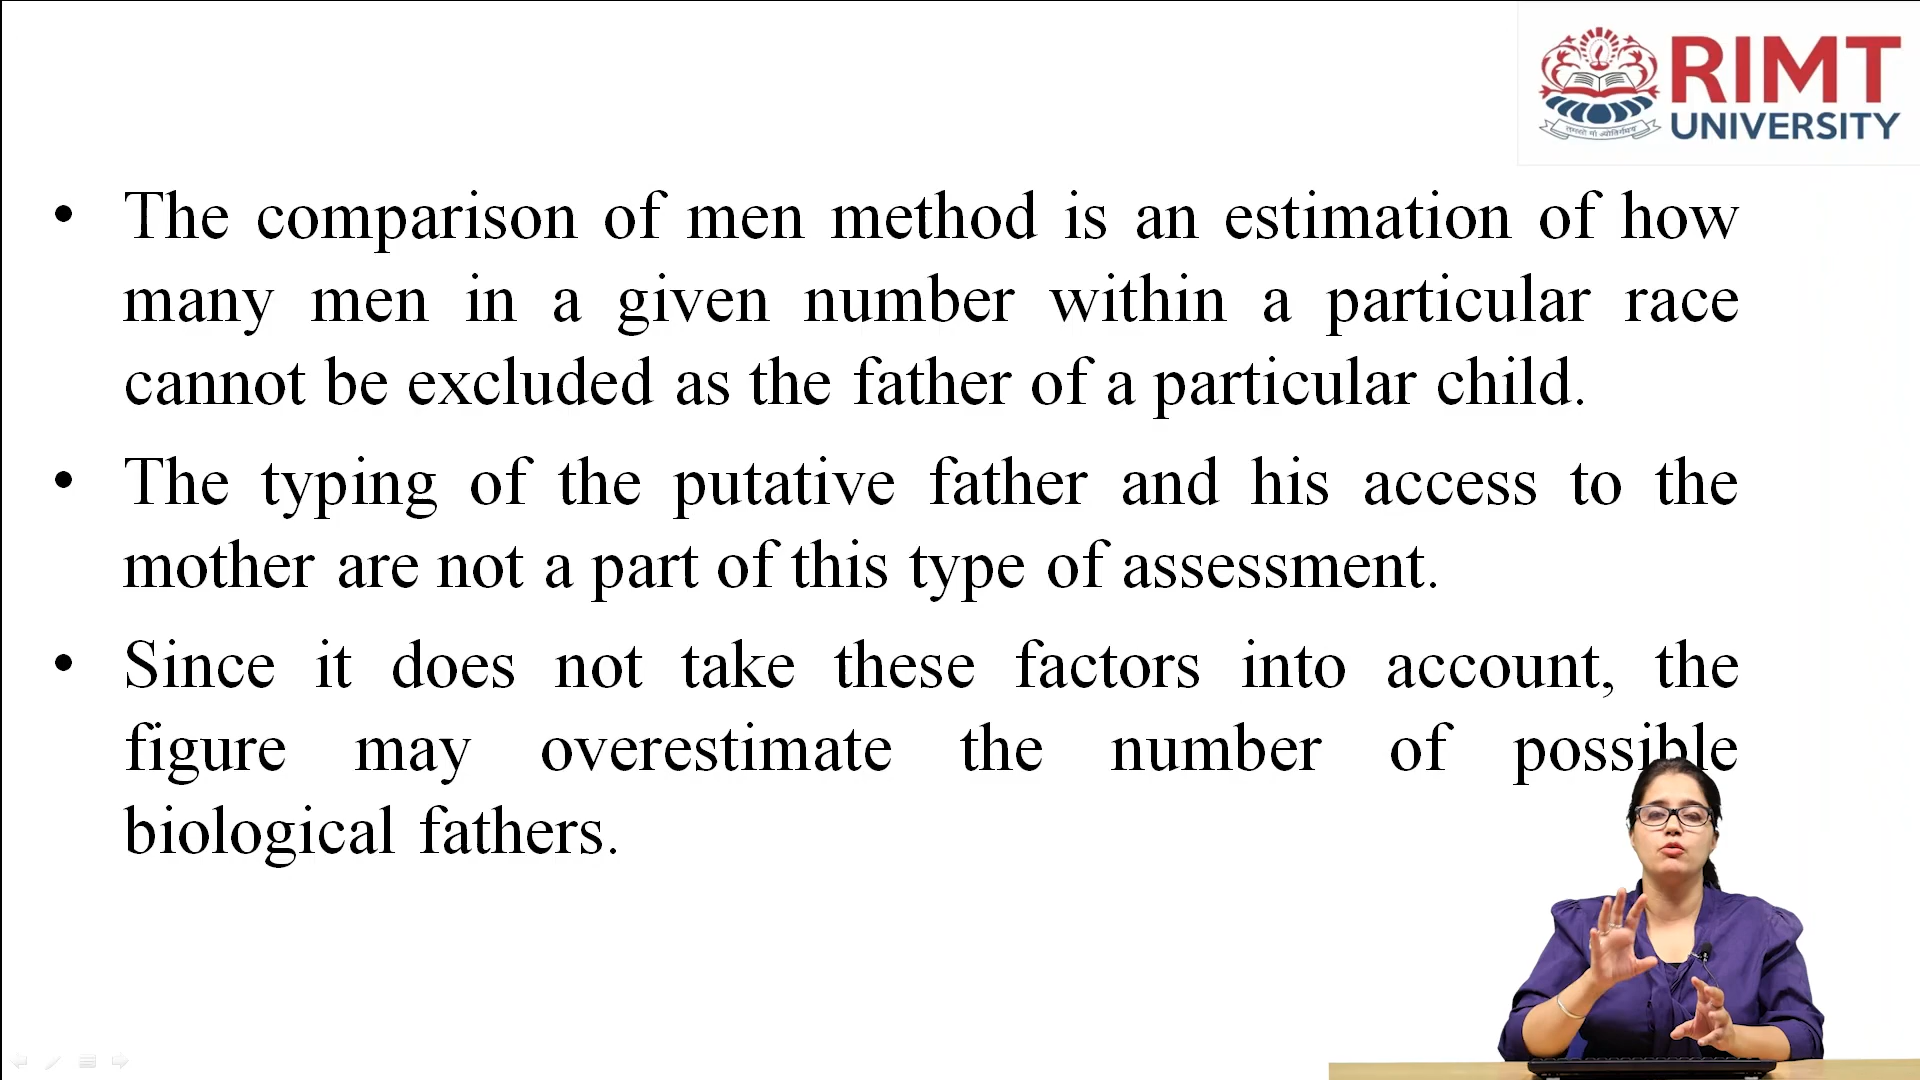 RIMT
UNIVERSITY
• The comparison of men method is an estimation of how
many men in a given number within a particular race
cannot be excluded as the father of a particular child.
• The typing of the putative father and his access to the
mother are not a part of this type of assessment.
• Since it does not take these factors into account, the
figure may overestimate the number of possible
biological fathers.